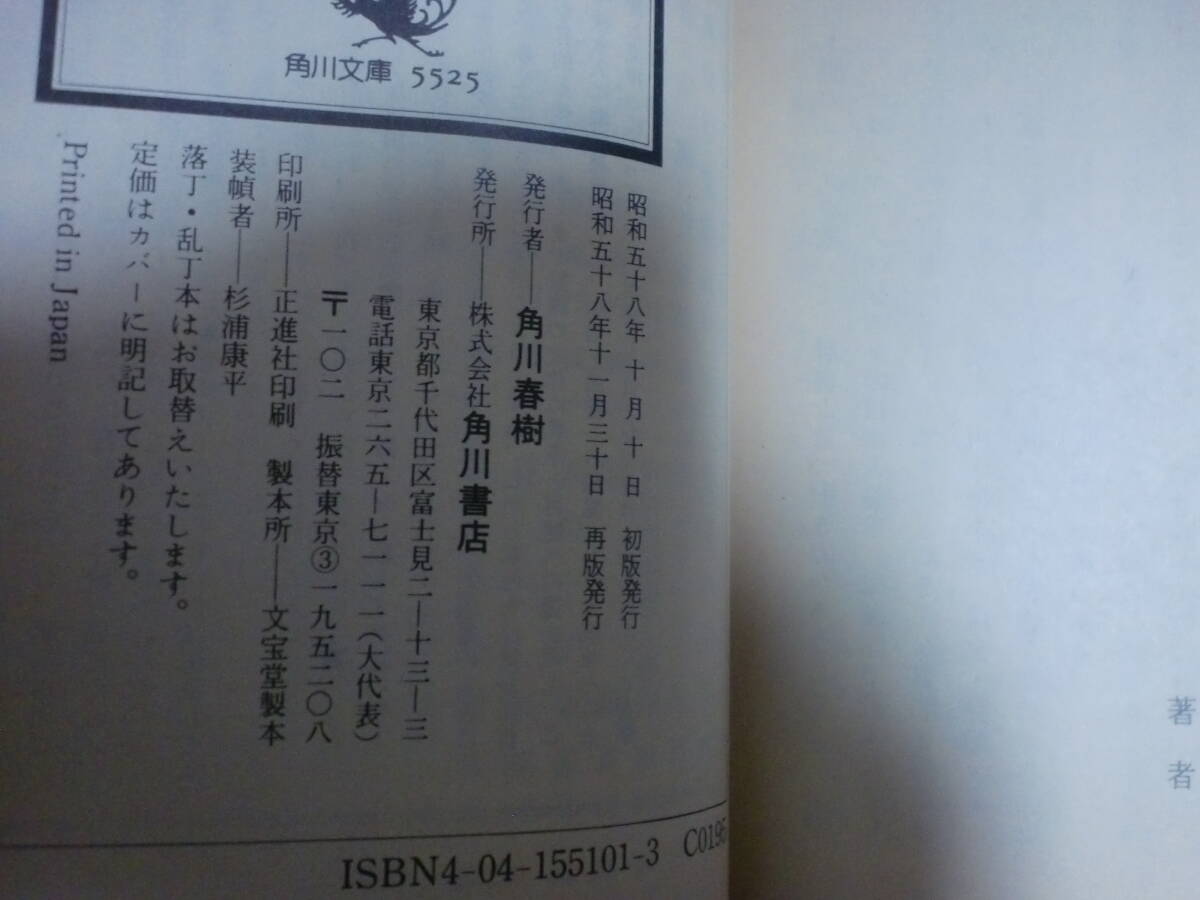 角川文庫 5525
昭和五十八年 十 月 十 日 初版発行
昭和五十八年十一月三十日 再版発行
発行者——角川春樹
発行所——株式会社角川書店
東京都千代田区富士見二—十三—三
電話東京二六五—七一一一(大代表)
〒一〇二 振替東京③一九五二〇八
印刷所——正進社印刷 製本所——文宝堂製本
装幀者——杉浦康平
落丁・乱丁本はお取替えいたします。
定価はカバーに明記してあります。
Printed in Japan
ISBN4-04-155101-3 C0195
著 者